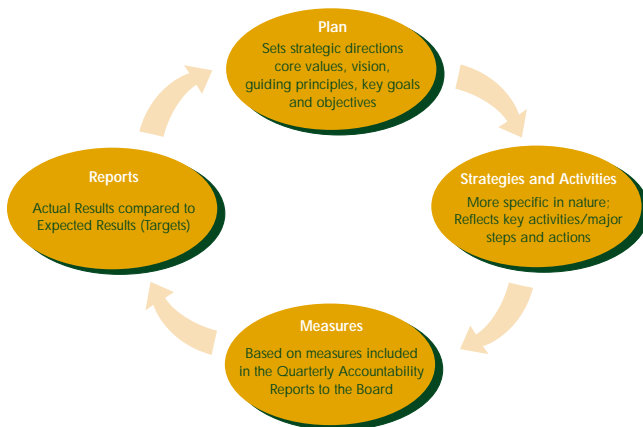 Plan
Sets strategic directions
core values, vision,
guiding principles, key goals
and objectives
Strategies and Activities
More specific in nature;
Reflects key activities/major
steps and actions
Measures
Based on measures included
in the Quarterly Accountability
Reports to the Board
Reports
Actual Results compared to
Expected Results (Targets)